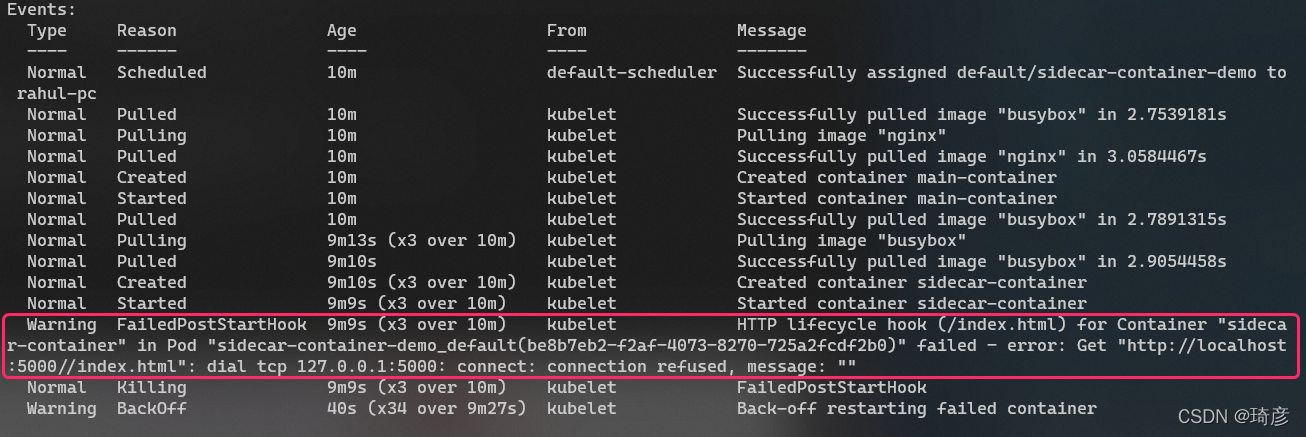 Events:
Type Reason Age From Message
---- ------ ---- ---- -------
Normal Scheduled 10m default-scheduler Successfully assigned default/sidecar-container-demo to
rahul-pc
Normal Pulled 10m kubelet Successfully pulled image "busybox" in 2.7539181s
Normal Pulling 10m kubelet Pulling image "nginx"
Normal Pulled 10m kubelet Successfully pulled image "nginx" in 3.0584467s
Normal Created 10m kubelet Created container main-container
Normal Started 10m kubelet Started container main-container
Normal Pulled 10m kubelet Successfully pulled image "busybox" in 2.7891315s
Normal Pulling 9m13s (x3 over 10m) kubelet Pulling image "busybox"
Normal Pulled 9m10s kubelet Successfully pulled image "busybox" in 2.9054458s
Normal Created 9m10s (x3 over 10m) kubelet Created container sidecar-container
Normal Started 9m9s (x3 over 10m) kubelet Started container sidecar-container
Warning FailedPostStartHook 9m9s (x3 over 10m) kubelet HTTP lifecycle hook (/index.html) for Container "sideca
r-container" in Pod "sidecar-container-demo_default(be8b7eb2-f2af-4073-8270-725a2fcdf2b0)" failed - error: Get "http://localhost
:5000//index.html": dial tcp 127.0.0.1:5000: connect: connection refused, message: ""
Normal Killing 9m9s (x3 over 10m) kubelet FailedPostStartHook
Warning BackOff 40s (x34 over 9m27s) kubelet Back-off restarting failed container
CSDN @琦彦